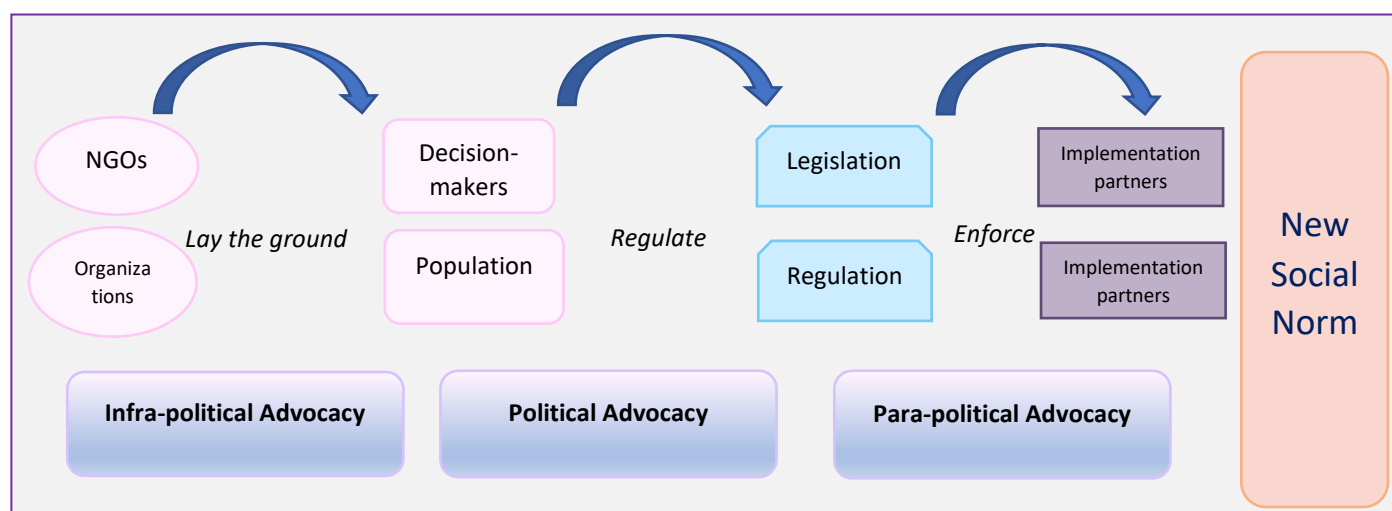 NGOs
Organiza
tions
Lay the ground
Decision-
makers
Population
Regulate
Legislation
Regulation
Enforce
Implementation
partners
Implementation
partners
New
Social
Norm
Infra-political Advocacy
Political Advocacy
Para-political Advocacy